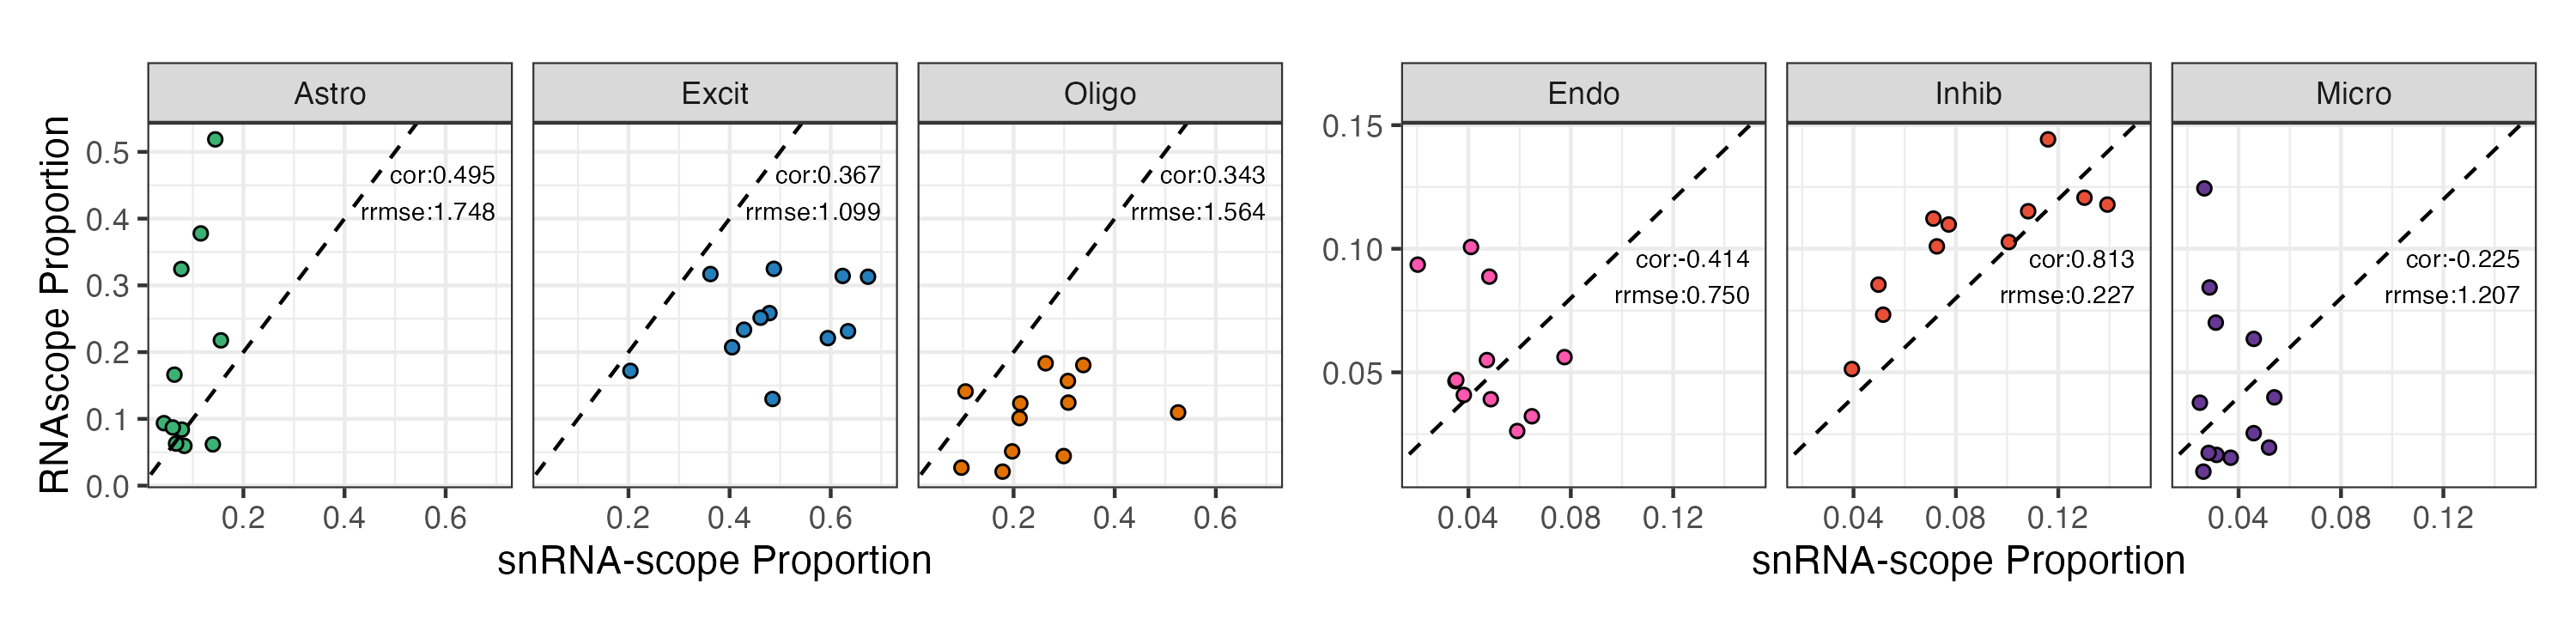 Astro
Excit
Oligo
Endo
Inhib
Micro
RNAscope Proportion
0.5
0.4
0.3
0.2
0.1
0.0
cor:0.495
rrmse:1.748
cor:0.367
rrmse:1.099
cor:0.343
rrmse:1.564
0.2 0.4 0.6
0.2 0.4 0.6
0.2 0.4 0.6
snRNA-scope Proportion
0.15
0.10
0.05
cor:-0.414
rrmse:0.750
cor:0.813
rrmse:0.227
cor:-0.225
rrmse:1.207
0.04 0.08 0.12
0.04 0.08 0.12
0.04 0.08 0.12
snRNA-scope Proportion